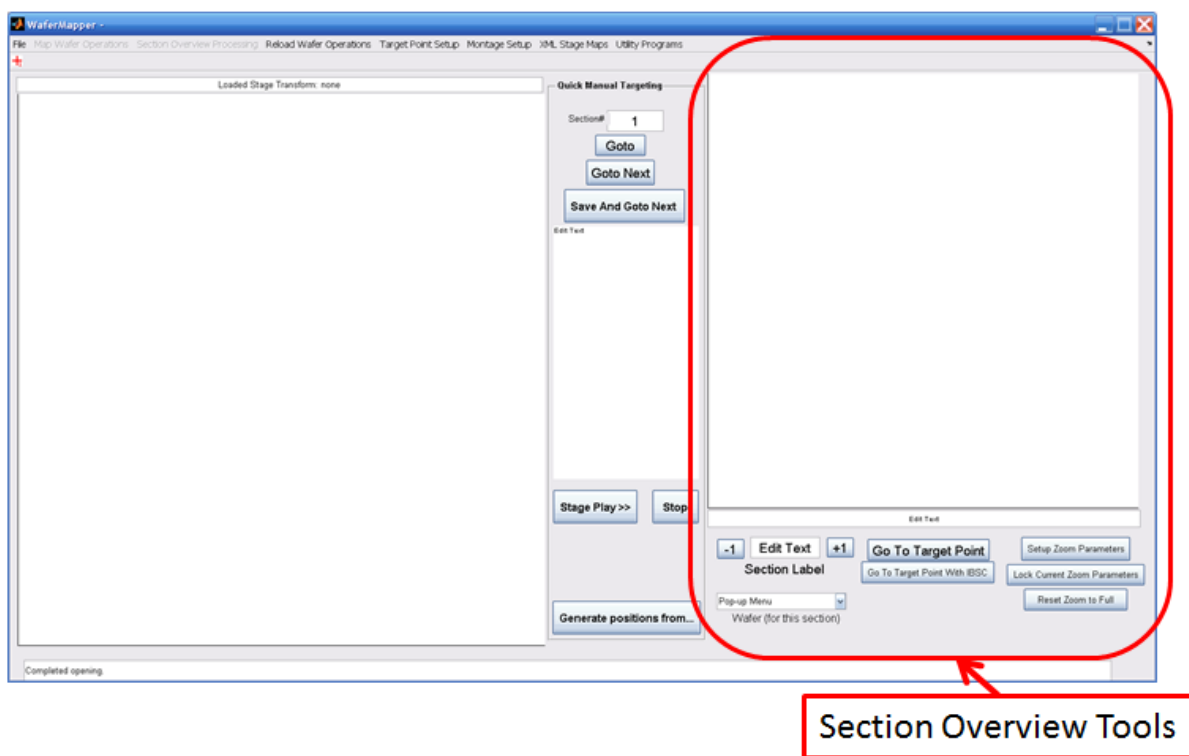 WaferMapper -
File Map Wafer Operations Section Overview Processing Reload Wafer Operations Target Point Setup Montage Setup XML Stage Maps Utility Programs
Loaded Stage Transform: none
Quick Manual Targeting
Section# 1
Goto
Goto Next
Save And Goto Next
Edit Text
Stage Play >> Stop
Generate positions from...
Edit Text
-1 Edit Text +1
Section Label
Go To Target Point
Go To Target Point With IBSC
Setup Zoom Parameters
Lock Current Zoom Parameters
Reset Zoom to Full
Pop-up Menu
Wafer (for this section)
Completed opening.
Section Overview Tools